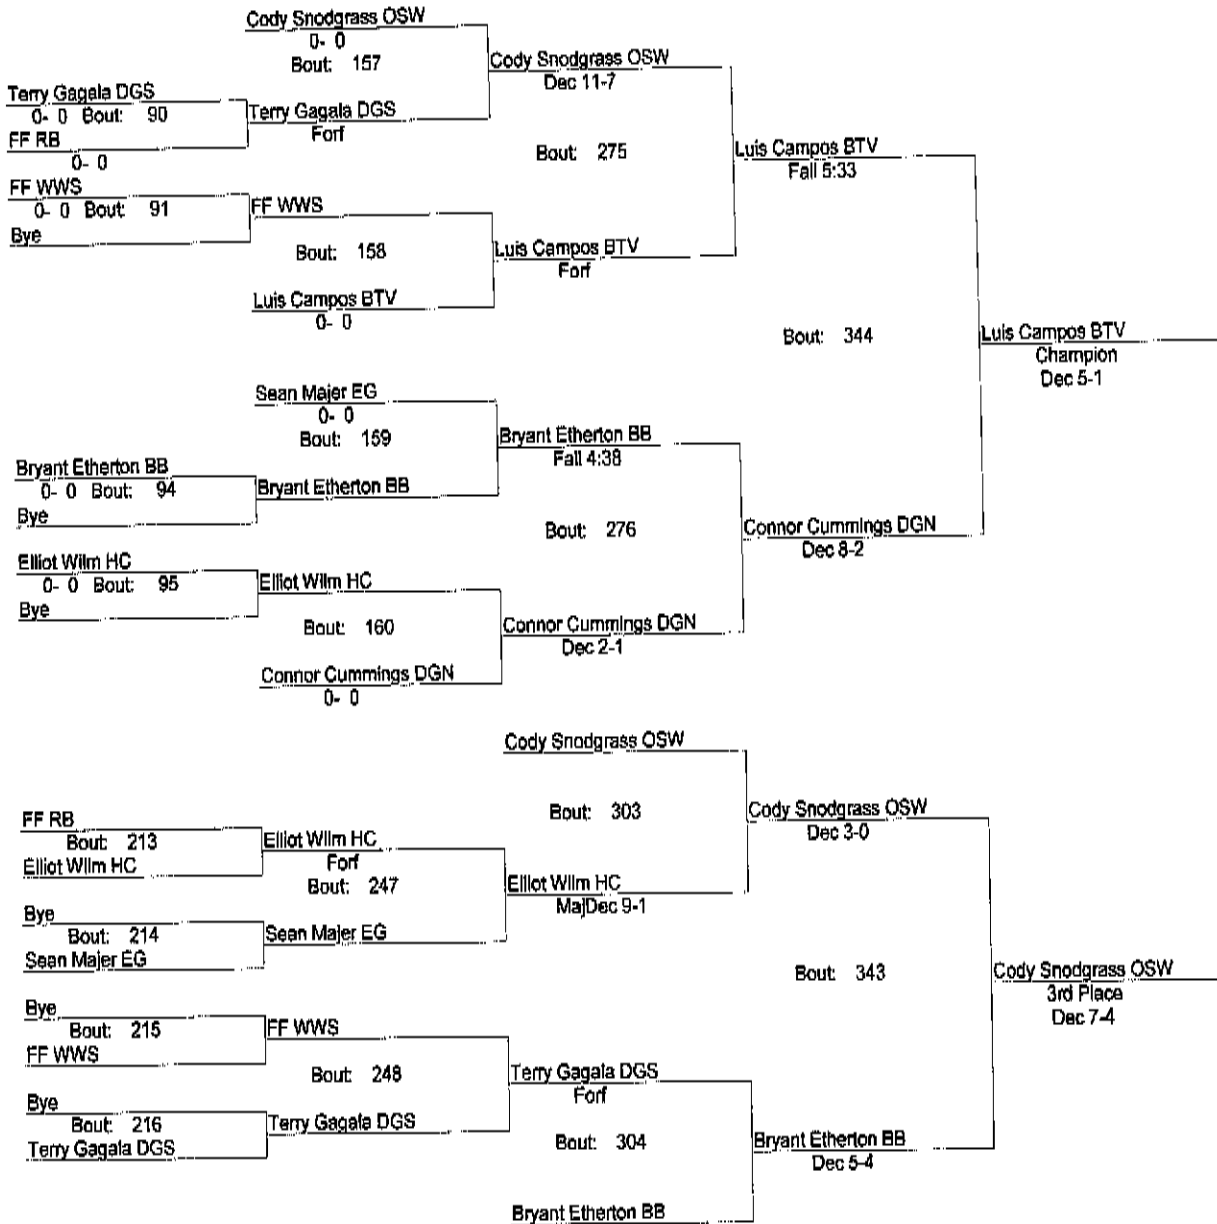 Cody Snodgrass OSW
0- 0
Bout: 157
Cody Snodgrass OSW
Dec 11-7
Terry Gagala DGS
0- 0 Bout: 90
Terry Gagala DGS
Forf
FF RB
0- 0
Bout: 275
Luis Campos BTV
Fall 5:33
FF WWS
0- 0 Bout: 91
FF WWS
Bye
Bout: 158
Luis Campos BTV
Forf
Luis Campos BTV
0- 0
Bout: 344
Luis Campos BTV
Champion
Dec 5-1
Sean Majer EG
0- 0
Bout: 159
Bryant Etherton BB
Fall 4:38
Bryant Etherton BB
0- 0 Bout: 94
Bryant Etherton BB
Bye
Bout: 276
Connor Cummings DGN
Dec 8-2
Elliot Wilm HC
0- 0 Bout: 95
Elliot Wilm HC
Bye
Bout: 160
Connor Cummings DGN
Dec 2-1
Connor Cummings DGN
0- 0
Cody Snodgrass OSW
Bout: 303
Cody Snodgrass OSW
Dec 3-0
FF RB
Bout: 213
Elliot Wilm HC
Forf
Elliot Wilm HC
Bout: 247
Elliot Wilm HC
MajDec 9-1
Bye
Bout: 214
Sean Majer EG
Sean Majer EG
Bout: 343
Cody Snodgrass OSW
3rd Place
Dec 7-4
Bye
Bout: 215
FF WWS
FF WWS
Bout: 248
Terry Gagala DGS
Forf
Bye
Bout: 216
Terry Gagala DGS
Terry Gagala DGS
Bout: 304
Bryant Etherton BB
Dec 5-4
Bryant Etherton BB